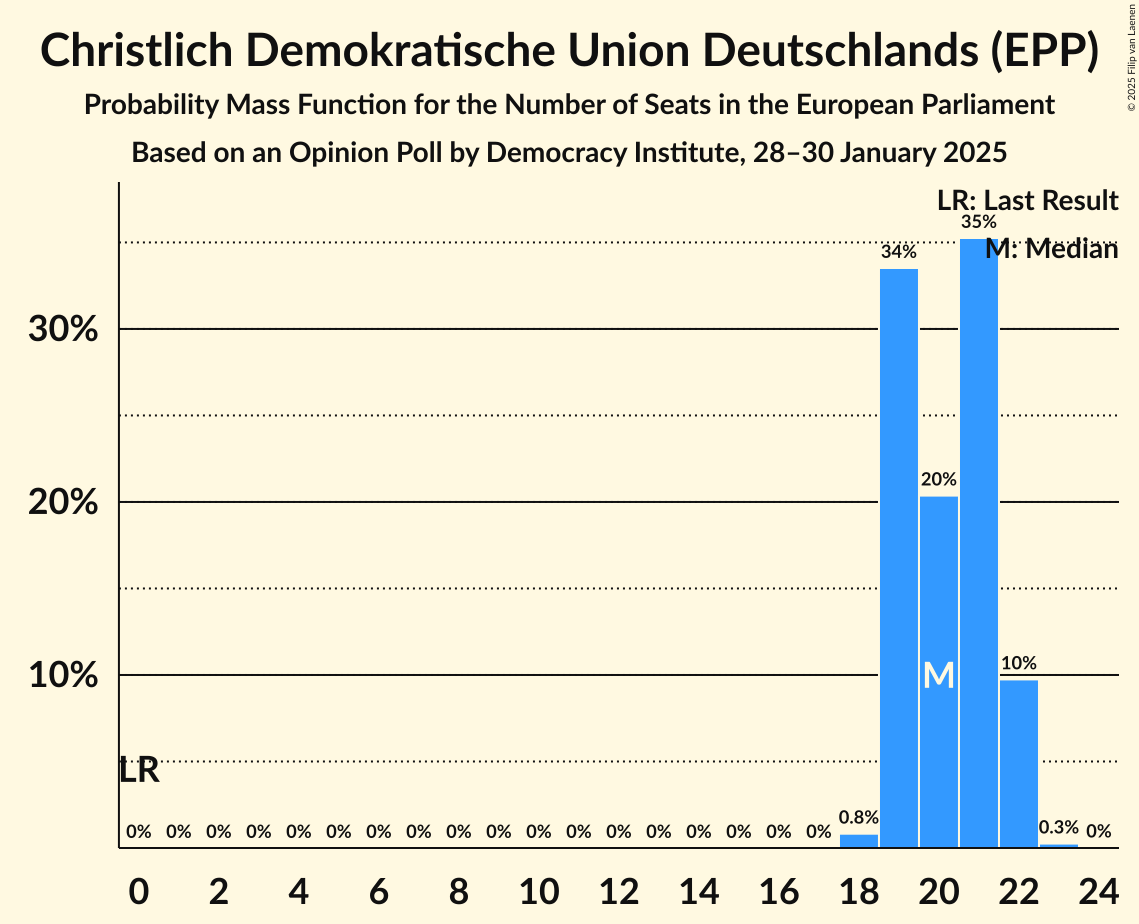 Christlich Demokratische Union Deutschlands (EPP)
Probability Mass Function for the Number of Seats in the European Parliament
Based on an Opinion Poll by Democracy Institute, 28–30 January 2025
© 2025 Filip van Laenen
LR: Last Result
M: Median
35%
34%
30%
20%
20%
10%
10%
M
LR
0% 0% 0% 0% 0% 0% 0% 0% 0% 0% 0% 0% 0% 0% 0% 0% 0% 0% 0.8% 0.3% 0%
0 2 4 6 8 10 12 14 16 18 20 22 24